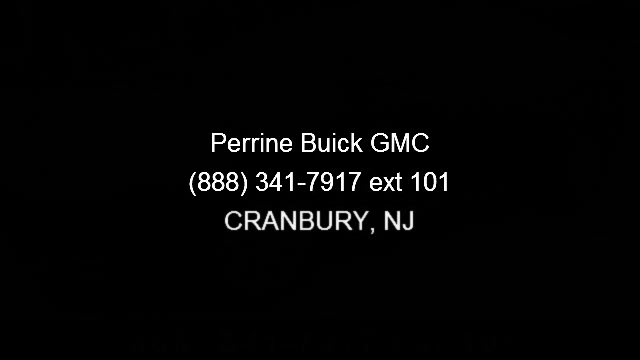 Perrine Buick GMC
(888) 341-7917 ext 101
CRANBURY, NJ